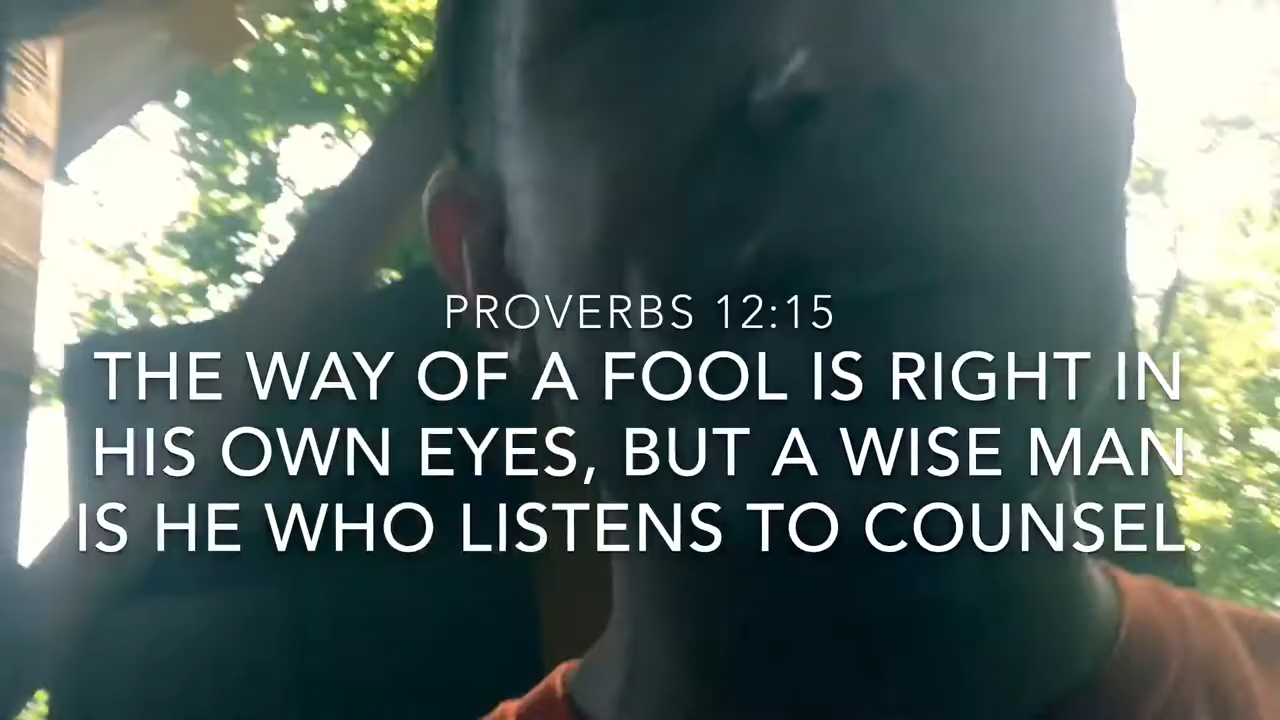 PROVERBS 12:15
THE WAY OF A FOOL IS RIGHT IN
HIS OWN EYES, BUT A WISE MAN
IS HE WHO LISTENS TO COUNSEL.